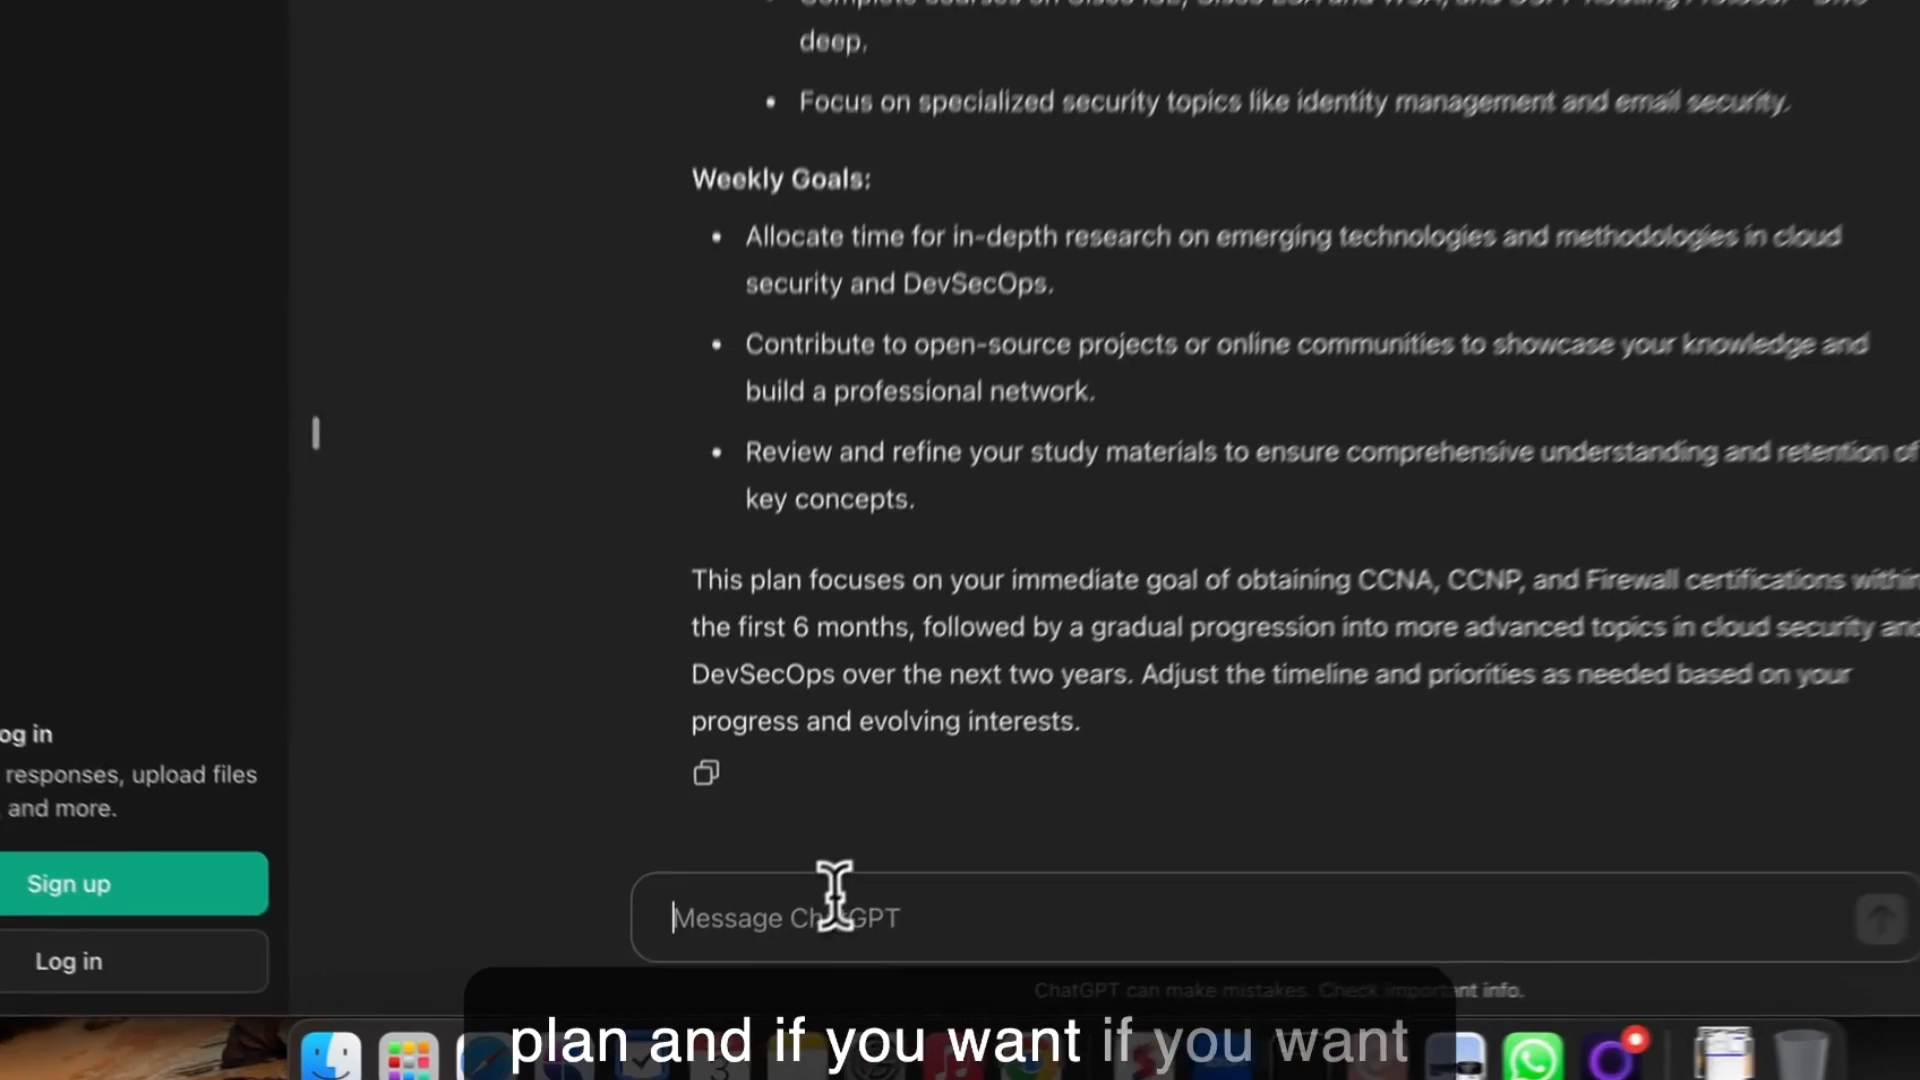 deep.
• Focus on specialized security topics like identity management and email security.
Weekly Goals:
• Allocate time for in-depth research on emerging technologies and methodologies in cloud
security and DevSecOps.
• Contribute to open-source projects or online communities to showcase your knowledge and
build a professional network.
• Review and refine your study materials to ensure comprehensive understanding and retention of
key concepts.
This plan focuses on your immediate goal of obtaining CCNA, CCNP, and Firewall certifications within
the first 6 months, followed by a gradual progression into more advanced topics in cloud security and
DevSecOps over the next two years. Adjust the timeline and priorities as needed based on your
progress and evolving interests.
og in
responses, upload files
and more.
Sign up
Log in
Message ChatGPT
ChatGPT can make mistakes. Check important info.
plan and if you want if you want